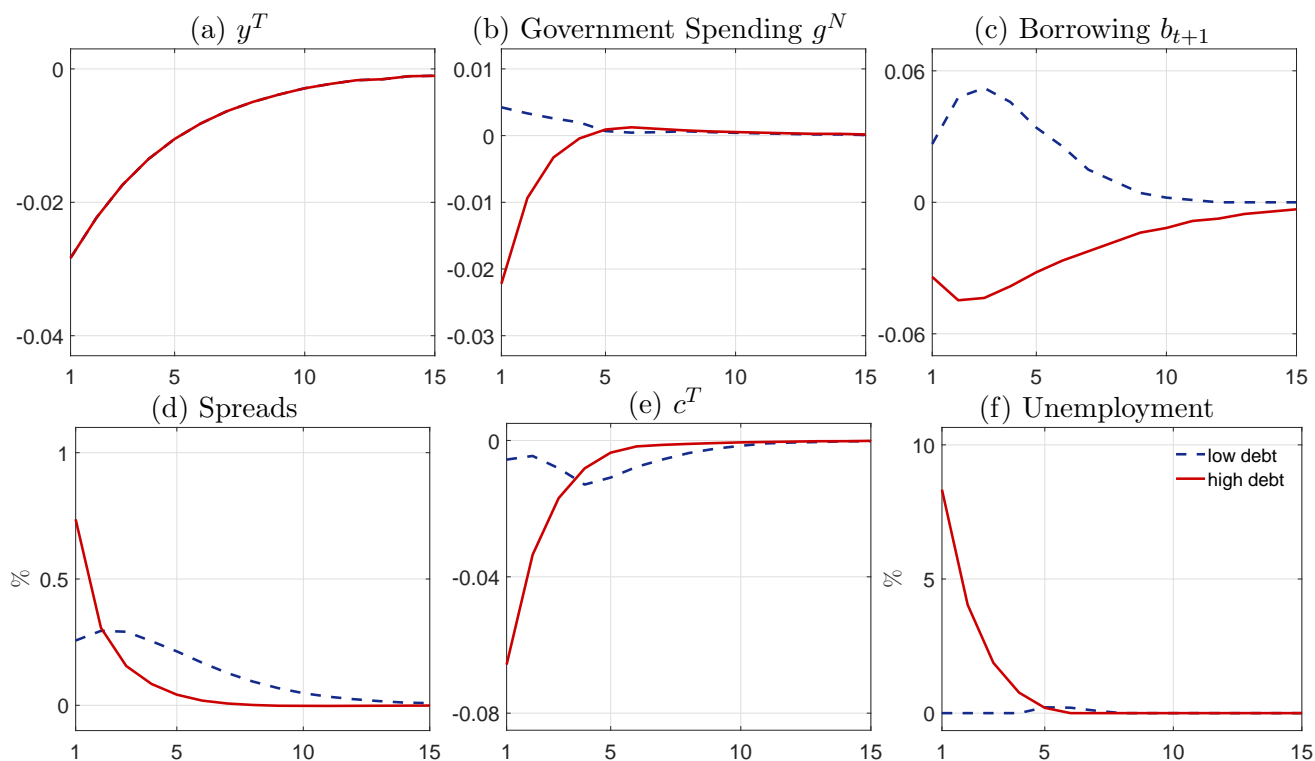 (a) y^T
(b) Government Spending g^N
(c) Borrowing b_{t+1}
0
-0.02
-0.04
1 5 10 15
0.01
0
-0.01
-0.02
-0.03
1 5 10 15
0.06
0
-0.06
1 5 10 15
(d) Spreads
(e) c^T
(f) Unemployment
%
1
0.5
0
1 5 10 15
0
-0.04
-0.08
1 5 10 15
%
10
5
0
1 5 10 15
low debt
high debt